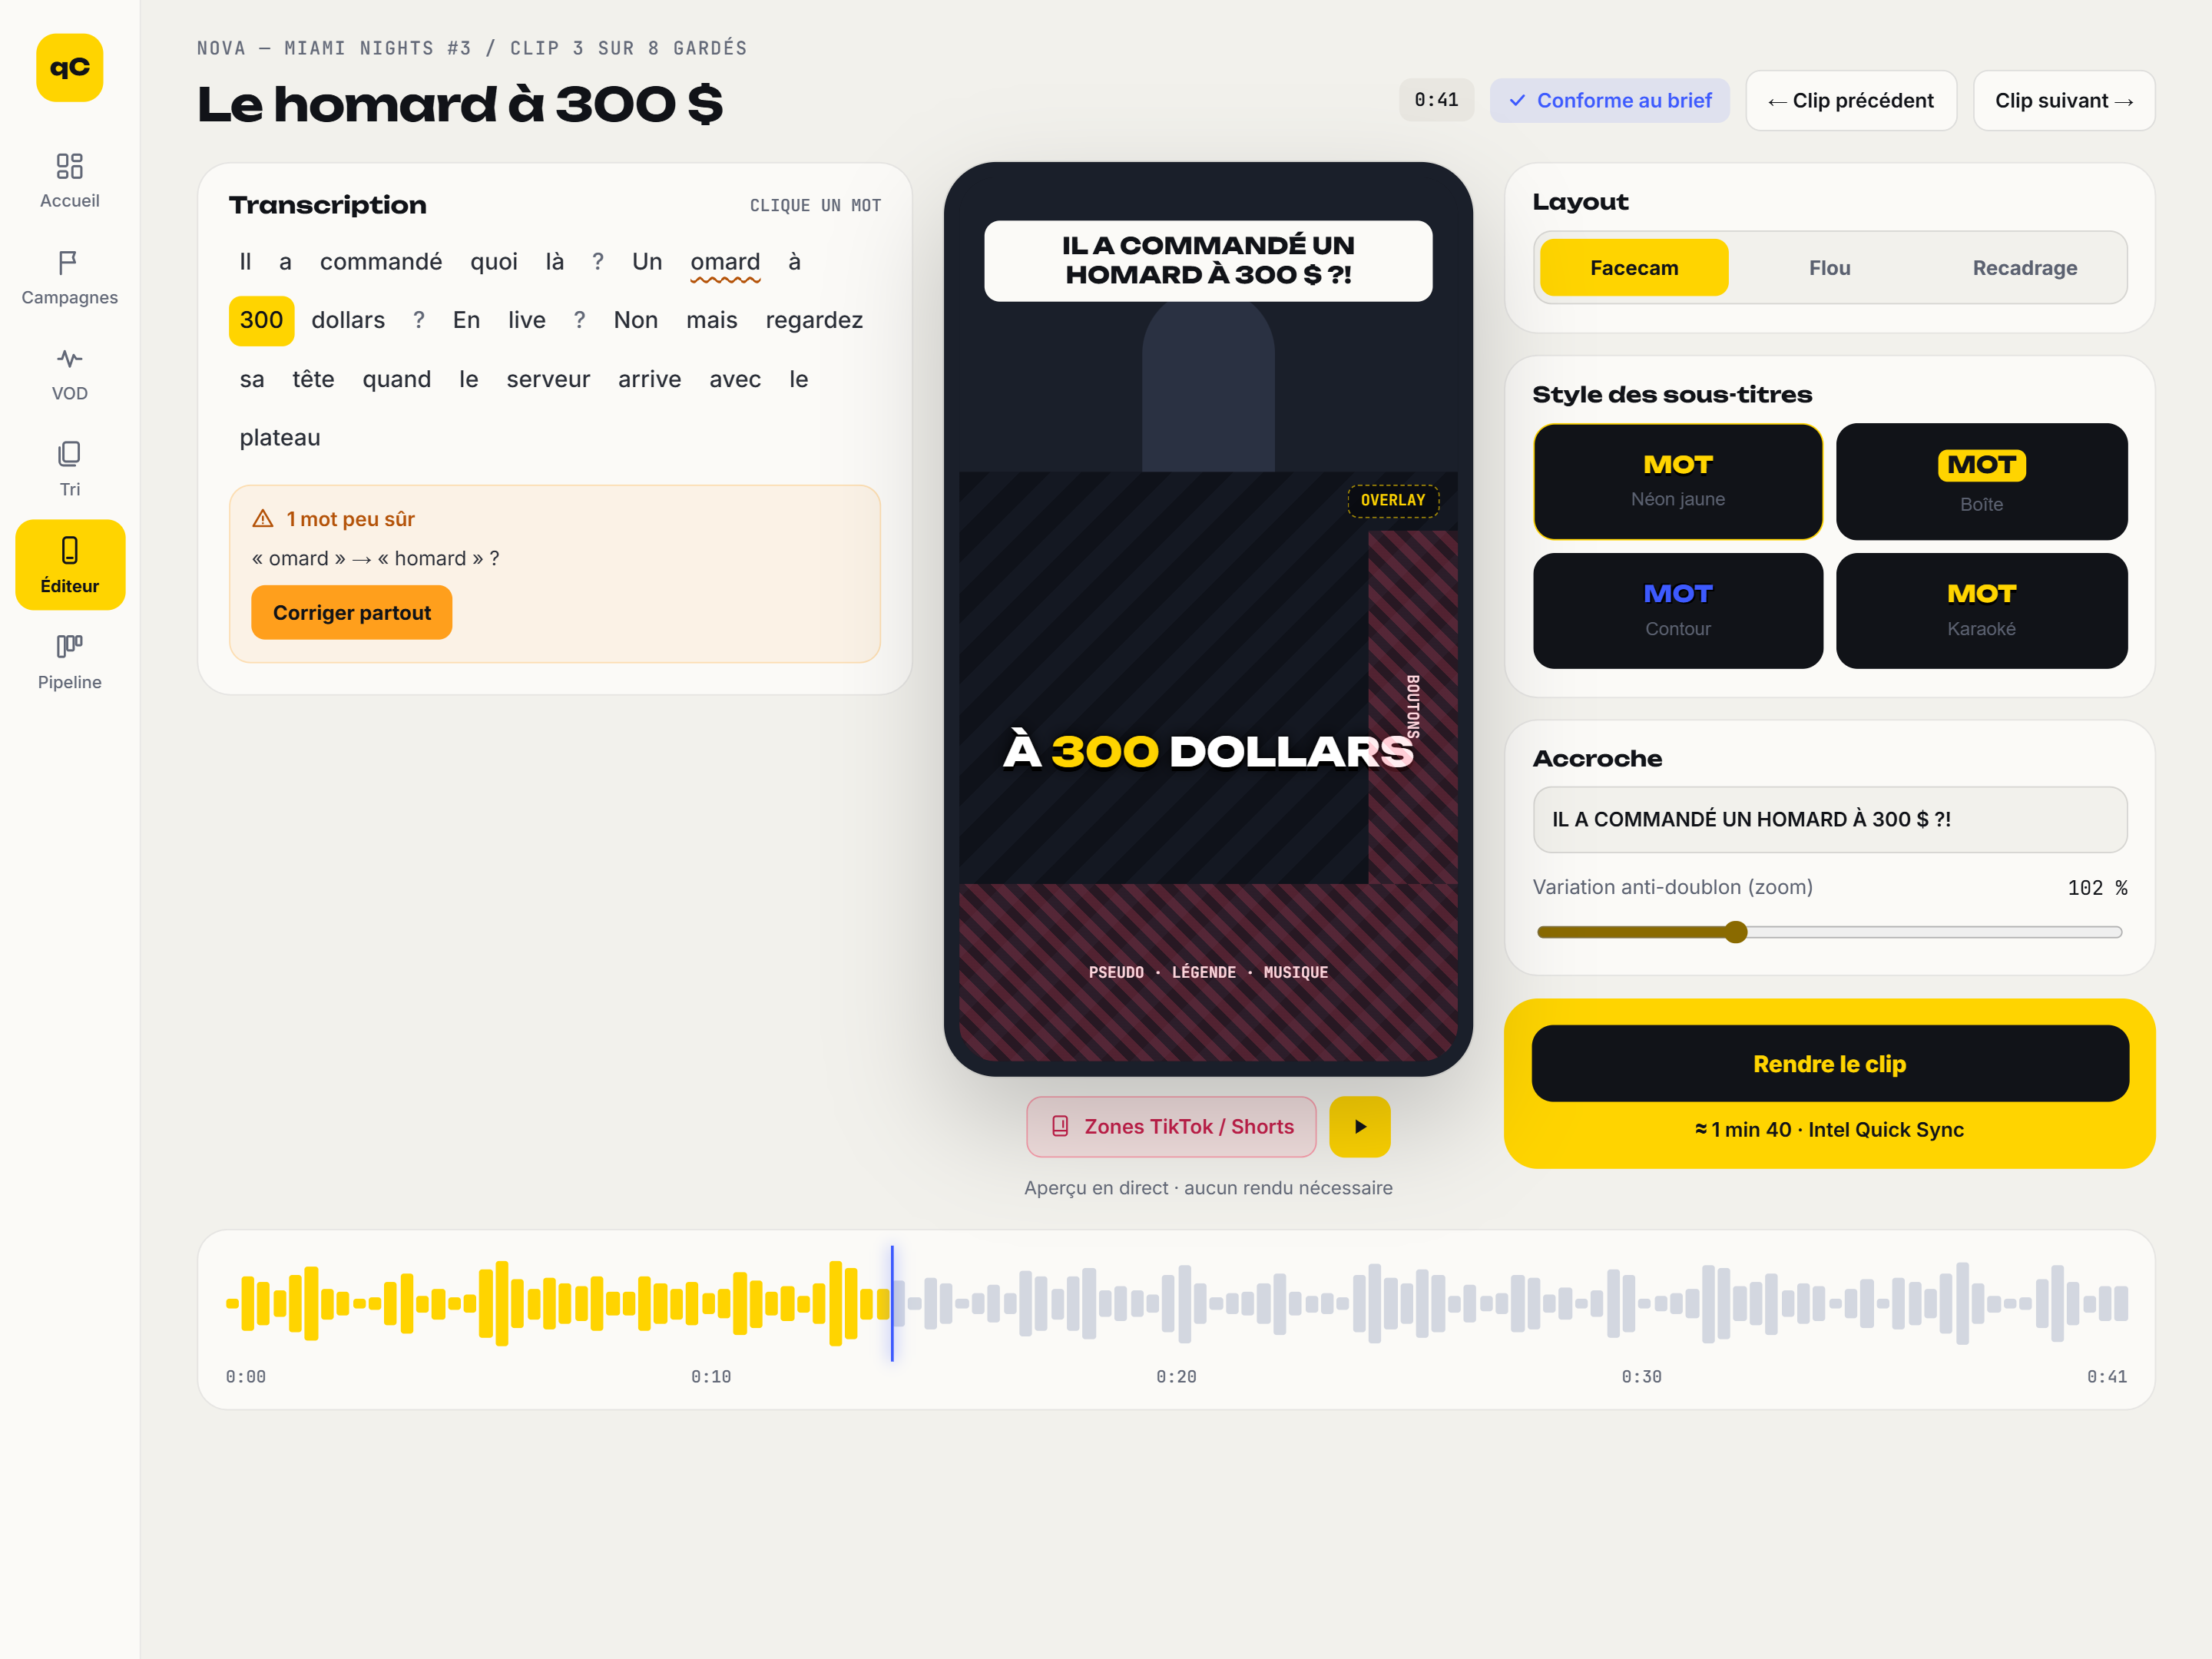 qC
Accueil
Campagnes
VOD
Tri
Éditeur
Pipeline
NOVA — MIAMI NIGHTS #3 / CLIP 3 SUR 8 GARDÉS
Le homard à 300 $
0:41
Conforme au brief
← Clip précédent
Clip suivant →
Transcription
CLIQUE UN MOT
Il a commandé quoi là ? Un omard à
300 dollars ? En live ? Non mais regardez
sa tête quand le serveur arrive avec le
plateau
1 mot peu sûr
« omard » → « homard » ?
Corriger partout
IL A COMMANDÉ UN
HOMARD À 300 $ ?!
OVERLAY
BOUTONS
À 300 DOLLARS
PSEUDO · LÉGENDE · MUSIQUE
Zones TikTok / Shorts
Aperçu en direct · aucun rendu nécessaire
Layout
Facecam
Flou
Recadrage
Style des sous-titres
MOT
Néon jaune
MOT
Boîte
MOT
Contour
MOT
Karaoké
Accroche
IL A COMMANDÉ UN HOMARD À 300 $ ?!
Variation anti-doublon (zoom)
102 %
Rendre le clip
≈ 1 min 40 · Intel Quick Sync
0:00
0:10
0:20
0:30
0:41